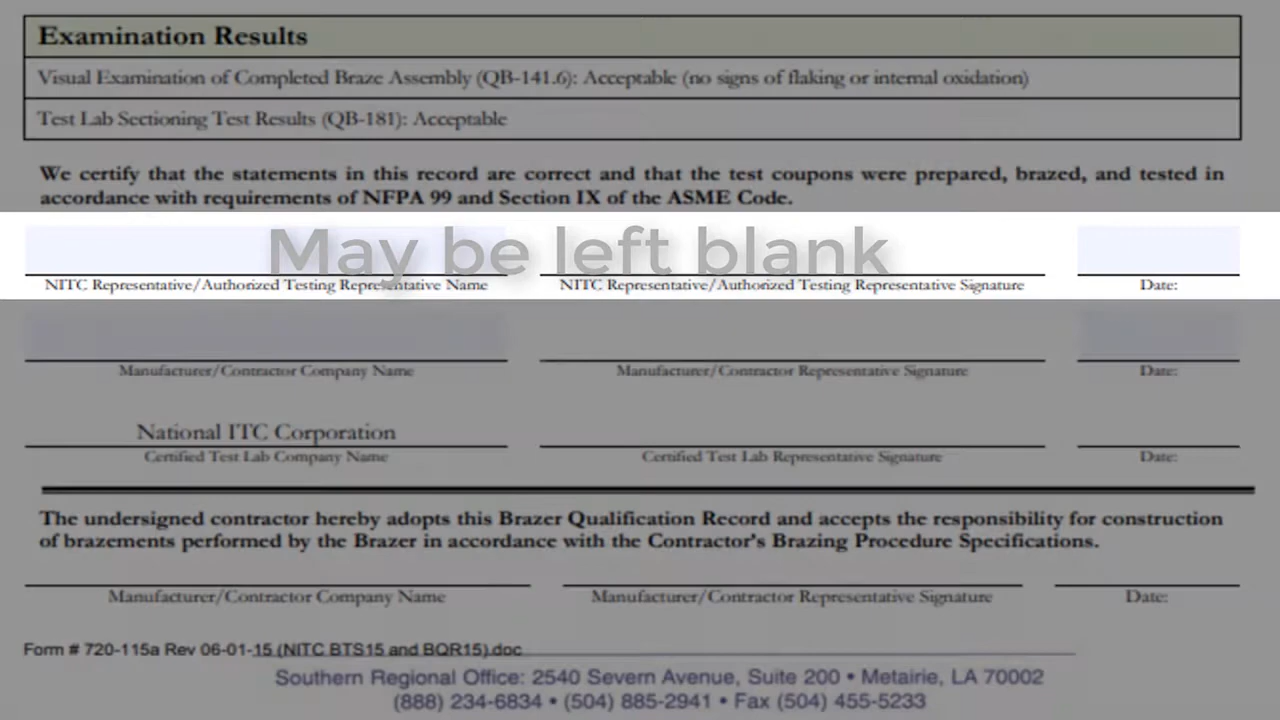 Examination Results
Visual Examination of Completed Braze Assembly (QB-141.6): Acceptable (no signs of flaking or internal oxidation)
Test Lab Sectioning Test Results (QB-181): Acceptable
We certify that the statements in this record are correct and that the test coupons were prepared, brazed, and tested in
accordance with requirements of NFPA 99 and Section IX of the ASME Code.
May be left blank
NITC Representative/Authorized Testing Representative Name NITC Representative/Authorized Testing Representative Signature Date:
Manufacturer/Contractor Company Name Manufacturer/Contractor Representative Signature Date:
National ITC Corporation
Certified Test Lab Company Name Certified Test Lab Representative Signature Date:
The undersigned contractor hereby adopts this Brazer Qualification Record and accepts the responsibility for construction
of brazements performed by the Brazer in accordance with the Contractor's Brazing Procedure Specifications.
Manufacturer/Contractor Company Name Manufacturer/Contractor Representative Signature Date:
Form # 720-115a Rev 06-01-15 (NITC BTS15 and BQR15).doc
Southern Regional Office: 2540 Severn Avenue, Suite 200 • Metairie, LA 70002
(888) 234-6834 • (504) 885-2941 • Fax (504) 455-5233